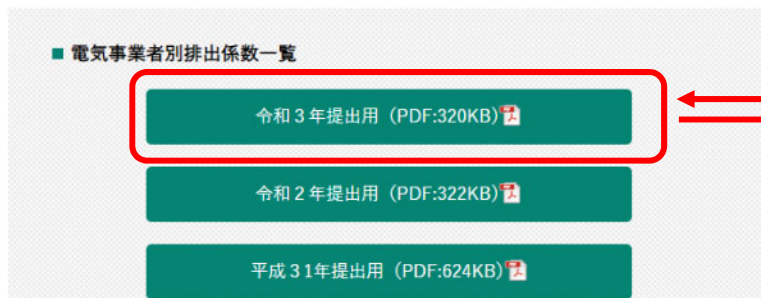 ■ 電気事業者別排出係数一覧
令和３年提出用（PDF:320KB)
令和２年提出用（PDF:322KB)
平成３1年提出用（PDF:624KB)